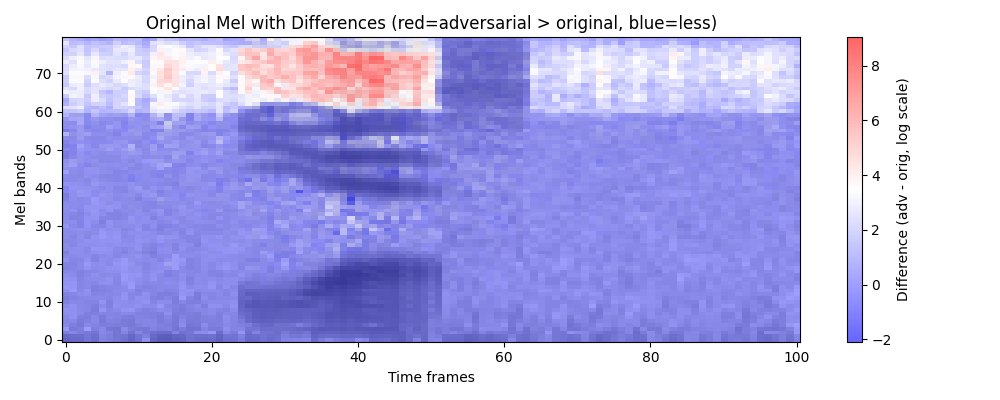 Original Mel with Differences (red=adversarial > original, blue=less)
70
60
50
40
30
20
10
0
Mel bands
0 20 40 60 80 100
Time frames
8
6
4
2
0
−2
Difference (adv - orig, log scale)